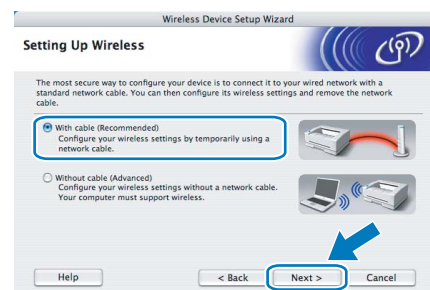 Wireless Device Setup Wizard
Setting Up Wireless
The most secure way to configure your device is to connect it to your wired network with a
standard network cable. You can then configure its wireless settings and remove the network
cable.
With cable (Recommended)
Configure your wireless settings by temporarily using a
network cable.
Without cable (Advanced)
Configure your wireless settings without a network cable.
Your computer must support wireless.
Help
< Back
Next >
Cancel